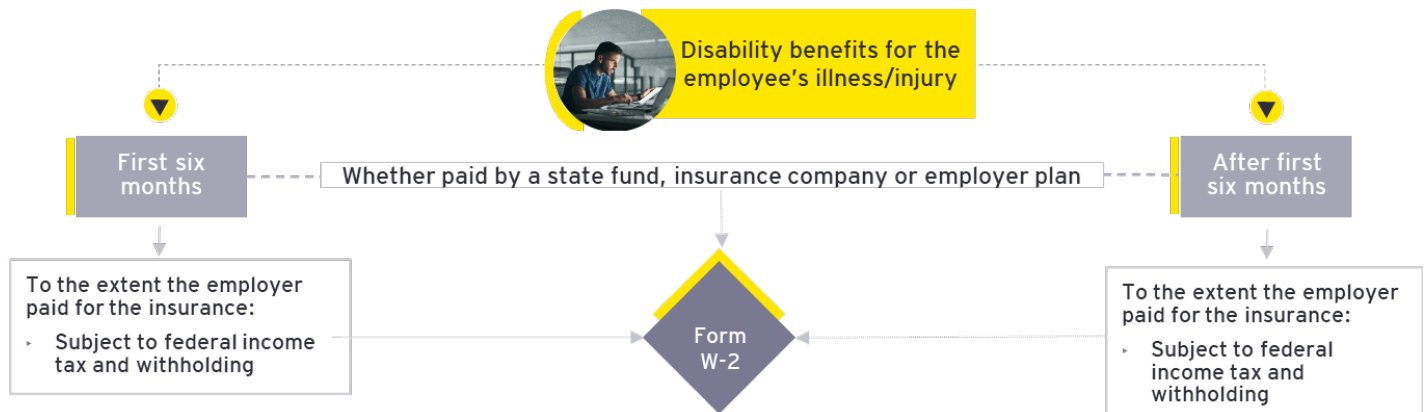 Disability benefits for the
employee's illness/injury
First six
months
Whether paid by a state fund, insurance company or employer plan
After first
six months
To the extent the employer
paid for the insurance:
‣ Subject to federal income
tax and withholding
Form
W-2
To the extent the employer
paid for the insurance:
‣ Subject to federal
income tax and
withholding